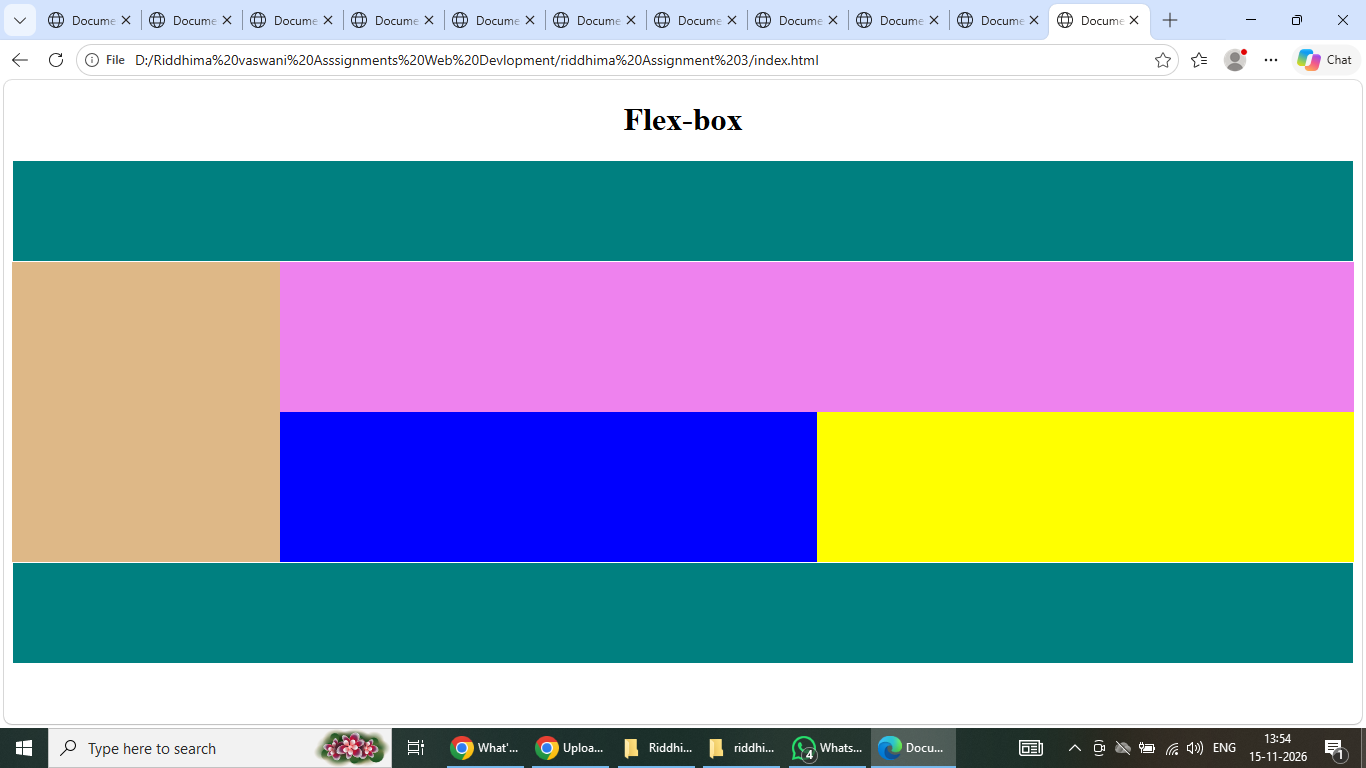 Docume Docume Docume Docume Docume Docume Docume Docume Docume Docume Docume
File D:/Riddhima%20vaswani%20Asssignments%20Web%20Devlopment/riddhima%20Assignment%203/index.html Chat
Flex-box
Type here to search What'... Uploa... Riddhi... riddhi... 4 Whats... Docu... ENG 13:54 1
15-11-2026